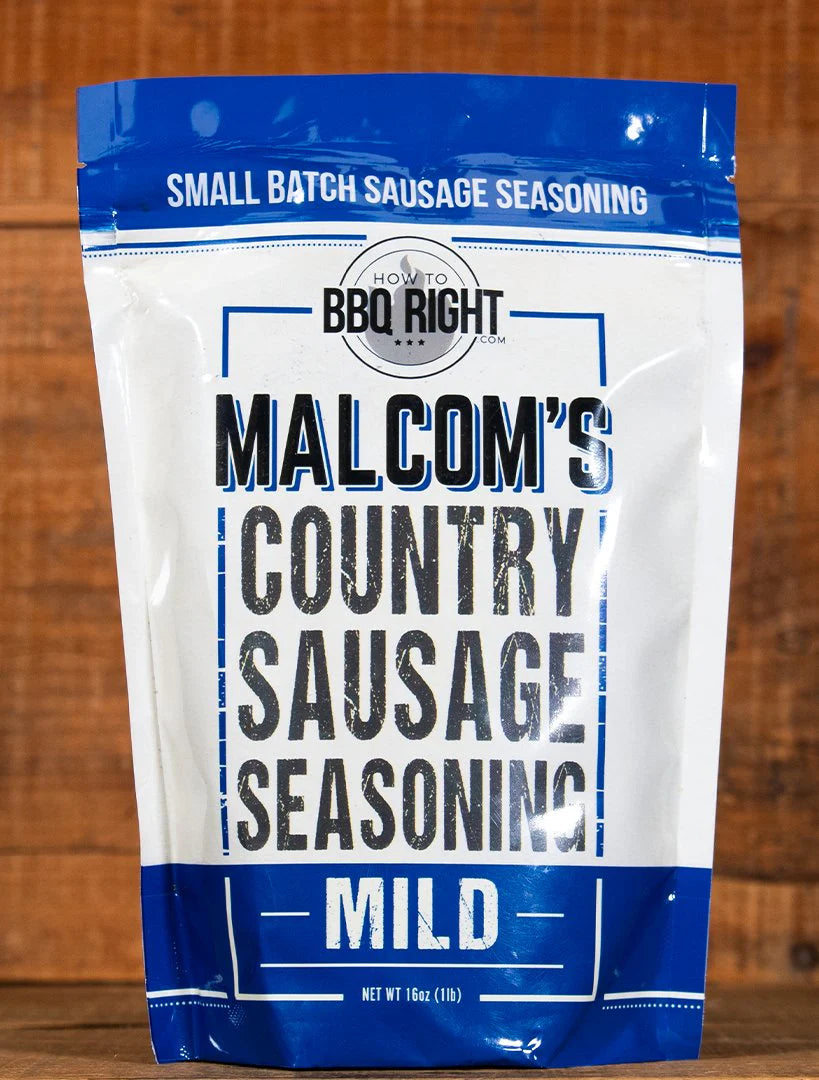 SMALL BATCH SAUSAGE SEASONING
HOW TO
BBQ RIGHT
.COM
MALCOM'S
COUNTRY
SAUSAGE
SEASONING
MILD
NET WT 16oz (1lb)